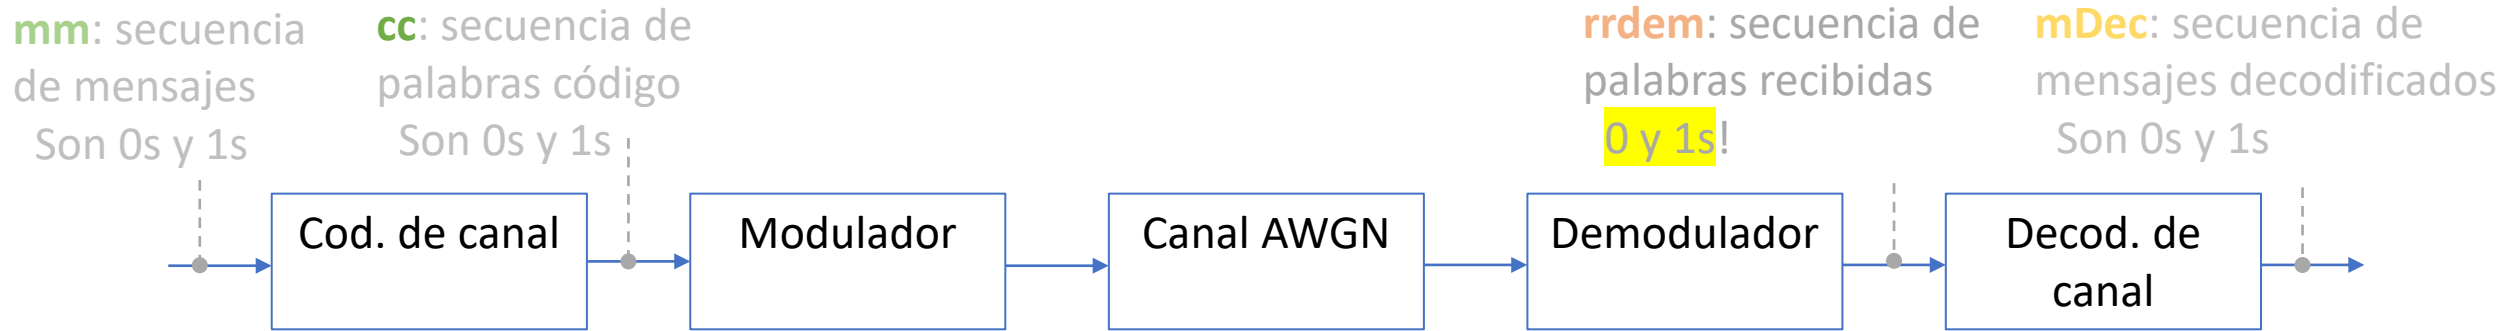 mm: secuencia
de mensajes
Son 0s y 1s
cc: secuencia de
palabras código
Son 0s y 1s
rrdem: secuencia de
palabras recibidas
0 y 1s!
mDec: secuencia de
mensajes decodificados
Son 0s y 1s
Cod. de canal
Modulador
Canal AWGN
Demodulador
Decod. de
canal